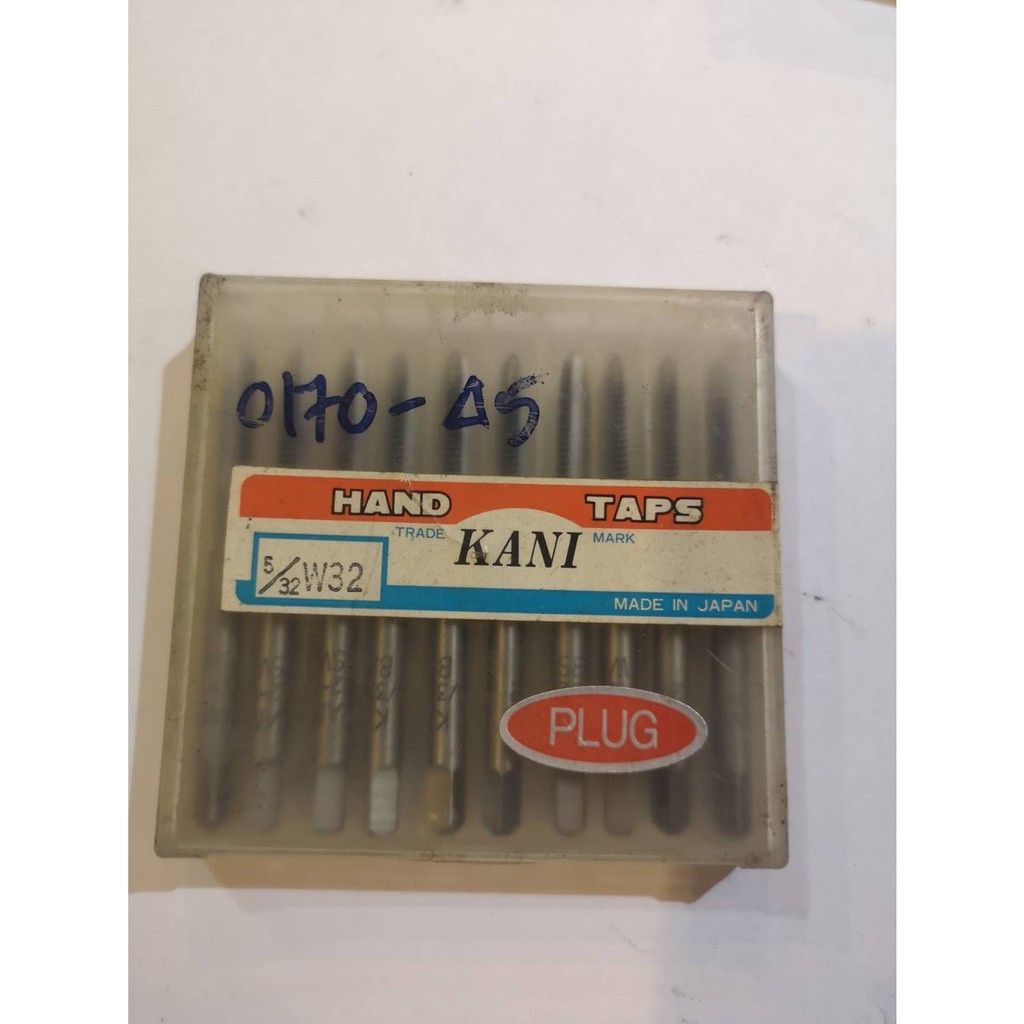 0170-45
HAND TAPS
TRADE KANI MARK
5/32 W32
MADE IN JAPAN
PLUG